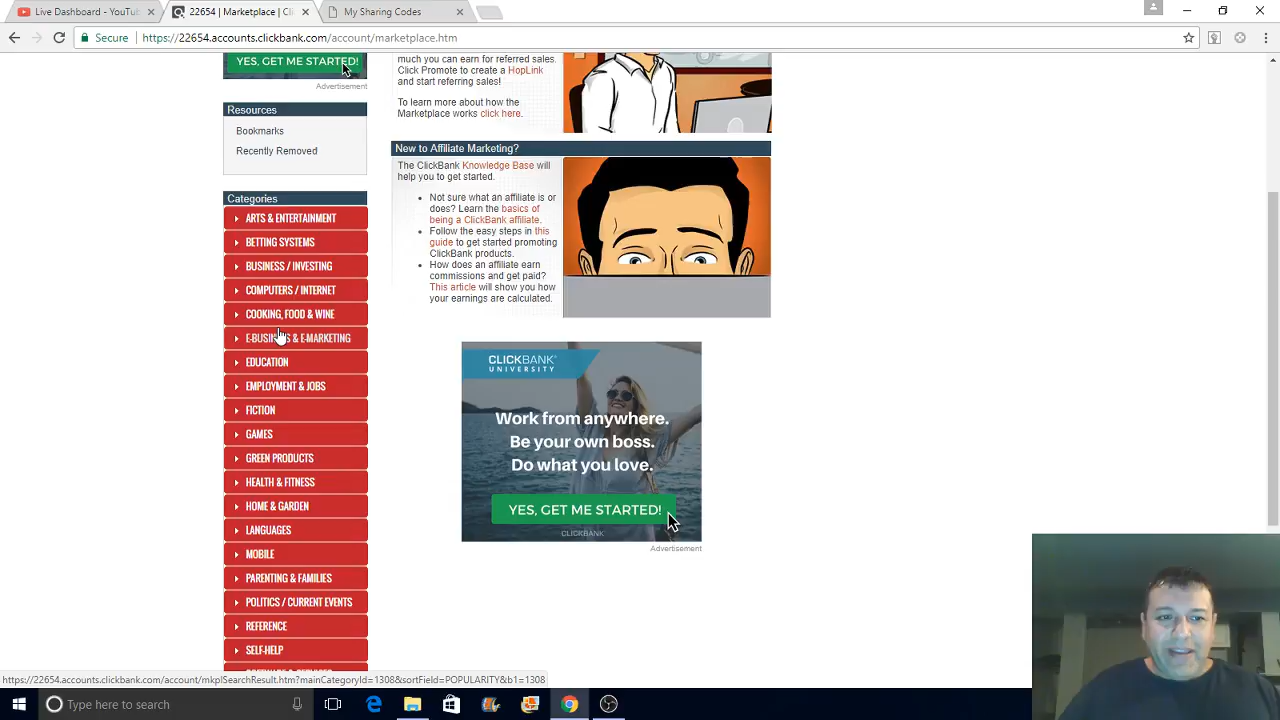 Live Dashboard - YouTub
22654 | Marketplace | Cli
My Sharing Codes
Secure
https://22654.accounts.clickbank.com/account/marketplace.htm
YES, GET ME STARTED!
Advertisement
Resources
Bookmarks
Recently Removed
Categories
ARTS & ENTERTAINMENT
BETTING SYSTEMS
BUSINESS / INVESTING
COMPUTERS / INTERNET
COOKING, FOOD & WINE
& E-MARKETING
EDUCATION
EMPLOYMENT & JOBS
FICTION
GAMES
GREEN PRODUCTS
HEALTH & FITNESS
HOME & GARDEN
LANGUAGES
MOBILE
PARENTING & FAMILIES
POLITICS / CURRENT EVENTS
REFERENCE
SELF-HELP
much you can earn for referred sales.
Click Promote to create a HopLink
and start referring sales!
To learn more about how the
Marketplace works click here.
New to Affiliate Marketing?
The ClickBank Knowledge Base will
help you to get started.
• Not sure what an affiliate is or
does? Learn the basics of
being a ClickBank affiliate.
• Follow the easy steps in this
guide to get started promoting
ClickBank products.
• How does an affiliate earn
commissions and get paid?
This article will show you how
your earnings are calculated.
CLICKBANK
UNIVERSITY
Work from anywhere.
Be your own boss.
Do what you love.
YES, GET ME STARTED!
CLICKBANK
Advertisement
https://22654.accounts.clickbank.com/account/mkplSearchResult.htm?mainCategoryId=1308&sortField=POPULARITY&b1=1308
Type here to search